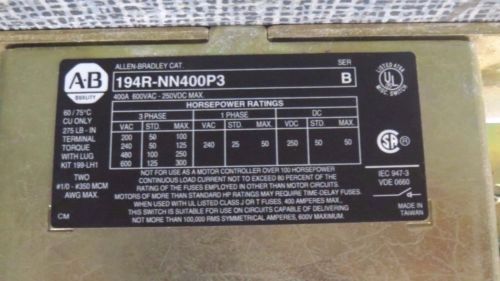 ALLEN-BRADLEY CAT. SER
A-B
QUALITY
194R-NN400P3 B
400A 600VAC - 250VDC MAX.
LISTED 47A4
UL
MISC. SWITCH
60 / 75°C
CU ONLY
275 LB - IN
TERMINAL
TORQUE
WITH LUG
KIT 199-LH1
TWO
#1/0 - #350 MCM
AWG MAX.
CM
HORSEPOWER RATINGS
3 PHASE 1 PHASE DC
VAC STD. MAX. VAC STD. MAX. VDC STD. MAX.
200 50 100
240 50 125 240 25 50 250 50 50
480 100 250
600 125 300
NOT FOR USE AS A MOTOR CONTROLLER OVER 100 HORSEPOWER
CONTINUOUS LOAD CURRENT NOT TO EXCEED 80 PERCENT OF THE
RATING OF THE FUSES EMPLOYED IN OTHER THAN MOTOR CIRCUITS.
MOTORS OF MORE THAN STANDARD HP RATINGS MAY REQUIRE TIME-DELAY FUSES.
WHEN USED WITH UL LISTED CLASS J OR T FUSES, 400 AMPERES MAX.,
THIS SWITCH IS SUITABLE FOR USE ON CIRCUITS CAPABLE OF DELIVERING
NOT MORE THAN 100,000 RMS SYMMETRICAL AMPERES, 600V MAXIMUM.
SA
IEC 947-3
VDE 0660
MADE IN
TAIWAN